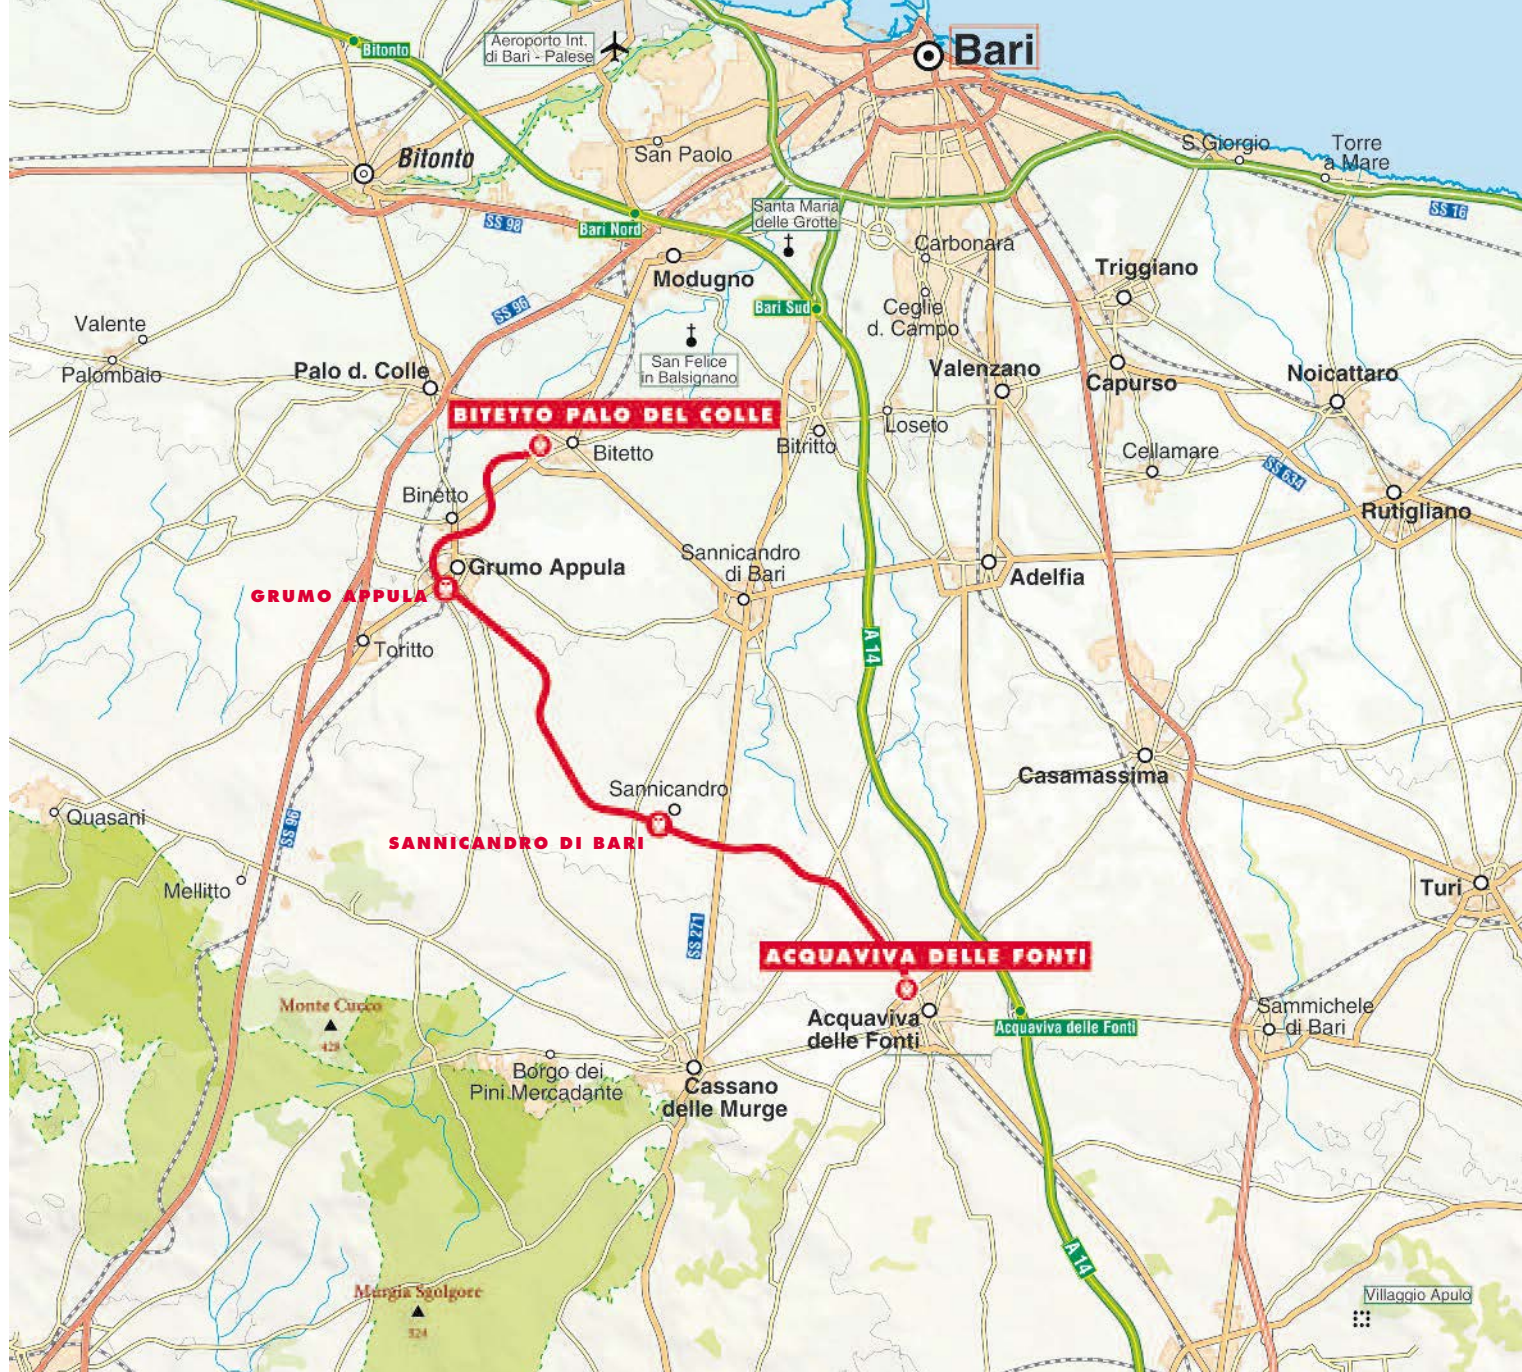 Bitonto
Aeroporto Int.
di Bari - Palese
Bari
Bitonto
San Paolo
S.Giorgio
Torre
a Mare
SS 98
Bari Nord
Santa Maria
delle Grotte
SS 16
Carbonara
Modugno
Triggiano
SS 96
Bari Sud
Ceglie
d. Campo
Valente
Palombaio
Palo d. Colle
San Felice
in Balsignano
Valenzano
Capurso
Noicattaro
BITETTO PALO DEL COLLE
Bitetto
Bitritto
Loseto
Cellamare
SS 634
Binetto
Rutigliano
Grumo Appula
Sannicandro
di Bari
Adelfia
GRUMO APPULA
Toritto
A 14
Casamassima
Sannicandro
Quasani
SS 96
SANNICANDRO DI BARI
Mellitto
Turi
SS 271
ACQUAVIVA DELLE FONTI
Monte Cucco
428
Acquaviva
delle Fonti
Acquaviva delle Fonti
Sammichele
di Bari
Borgo dei
Pini Mercadante
Cassano
delle Murge
A 14
Murgia Sgolgore
524
Villaggio Apulo